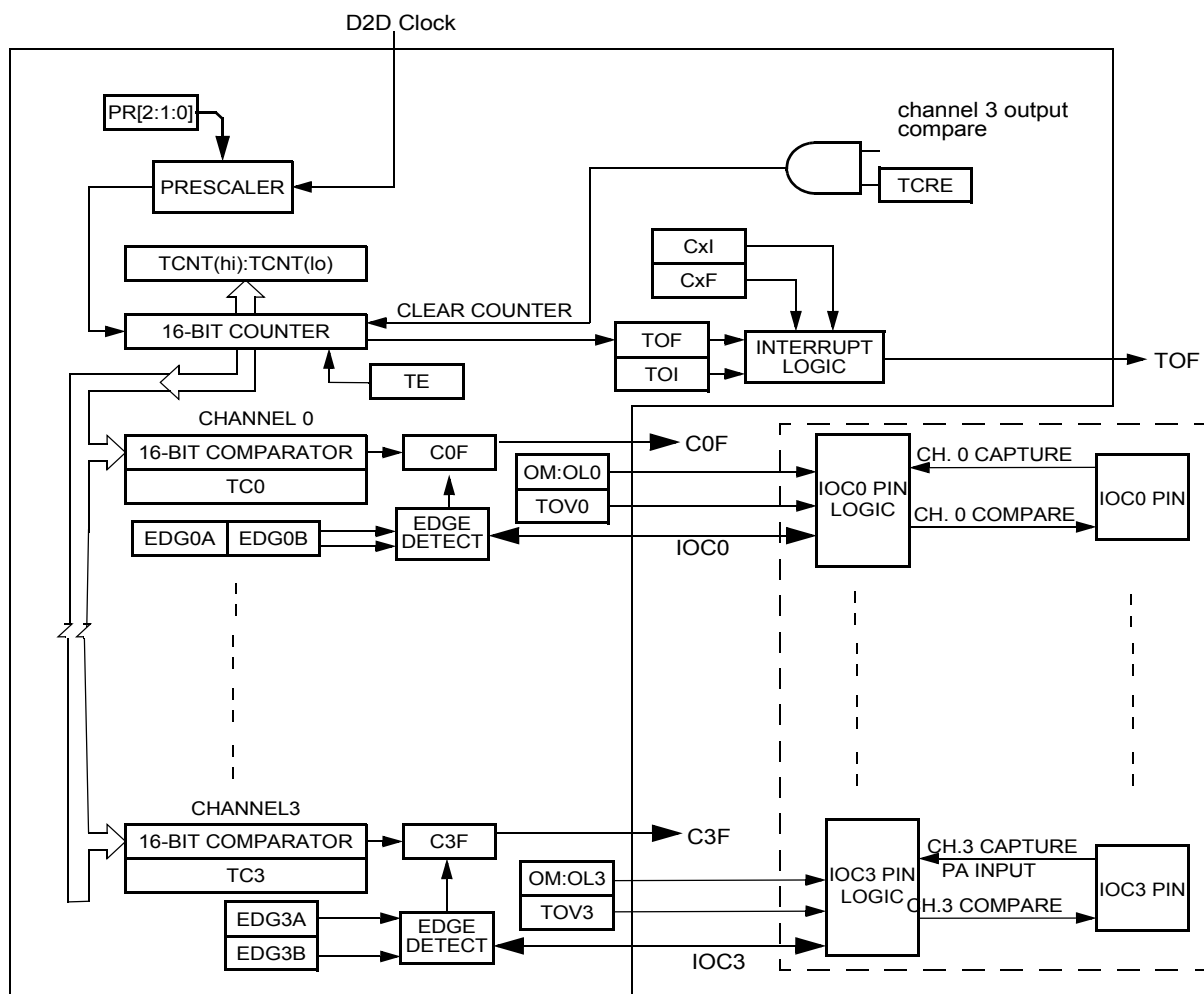 D2D Clock
PR[2:1:0]
channel 3 output
compare
PRESCALER
TCRE
CxI
TCNT(hi):TCNT(lo)
CxF
CLEAR COUNTER
16-BIT COUNTER
TOF
INTERRUPT
LOGIC
TOF
TOI
TE
CHANNEL 0
16-BIT COMPARATOR
C0F
C0F
TC0
OM:OL0
TOV0
IOC0 PIN
LOGIC
CH. 0 CAPTURE
IOC0 PIN
CH. 0 COMPARE
EDG0A
EDG0B
EDGE
DETECT
IOC0
CHANNEL3
16-BIT COMPARATOR
C3F
C3F
TC3
OM:OL3
TOV3
IOC3 PIN
LOGIC
CH.3 CAPTURE
PA INPUT
IOC3 PIN
CH.3 COMPARE
EDG3A
EDG3B
EDGE
DETECT
IOC3